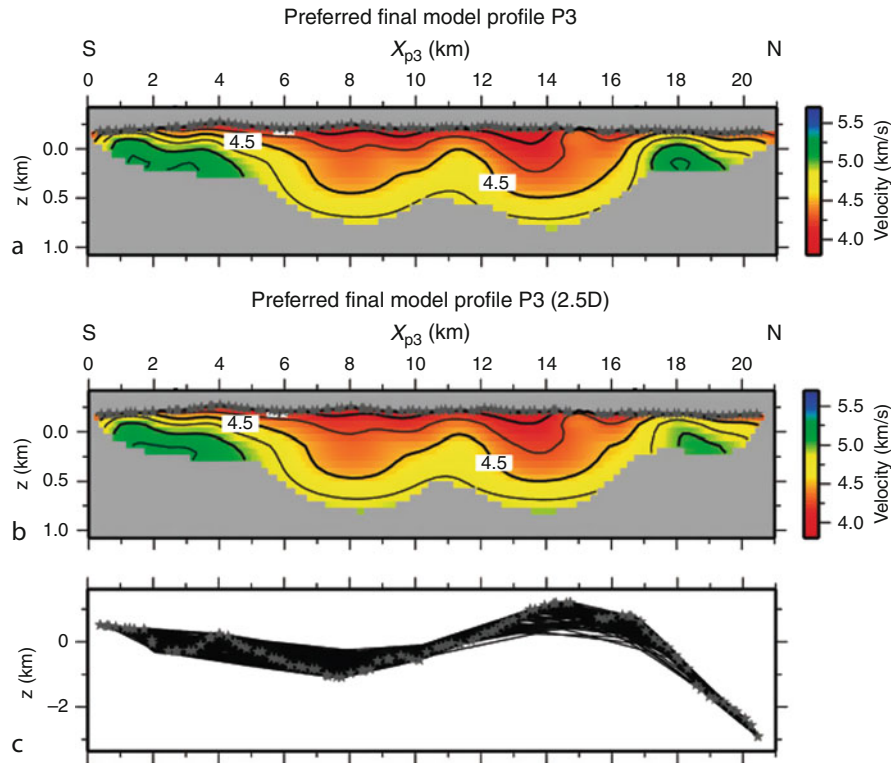 Preferred final model profile P3
S Xp3 (km) N
0 2 4 6 8 10 12 14 16 18 20
z (km)
0.0
0.5
1.0
4.5
4.5
5.5
5.0
4.5
4.0
Velocity (km/s)
a
Preferred final model profile P3 (2.5D)
S Xp3 (km) N
0 2 4 6 8 10 12 14 16 18 20
z (km)
0.0
0.5
1.0
4.5
4.5
5.5
5.0
4.5
4.0
Velocity (km/s)
b
z (km)
0
−2
c